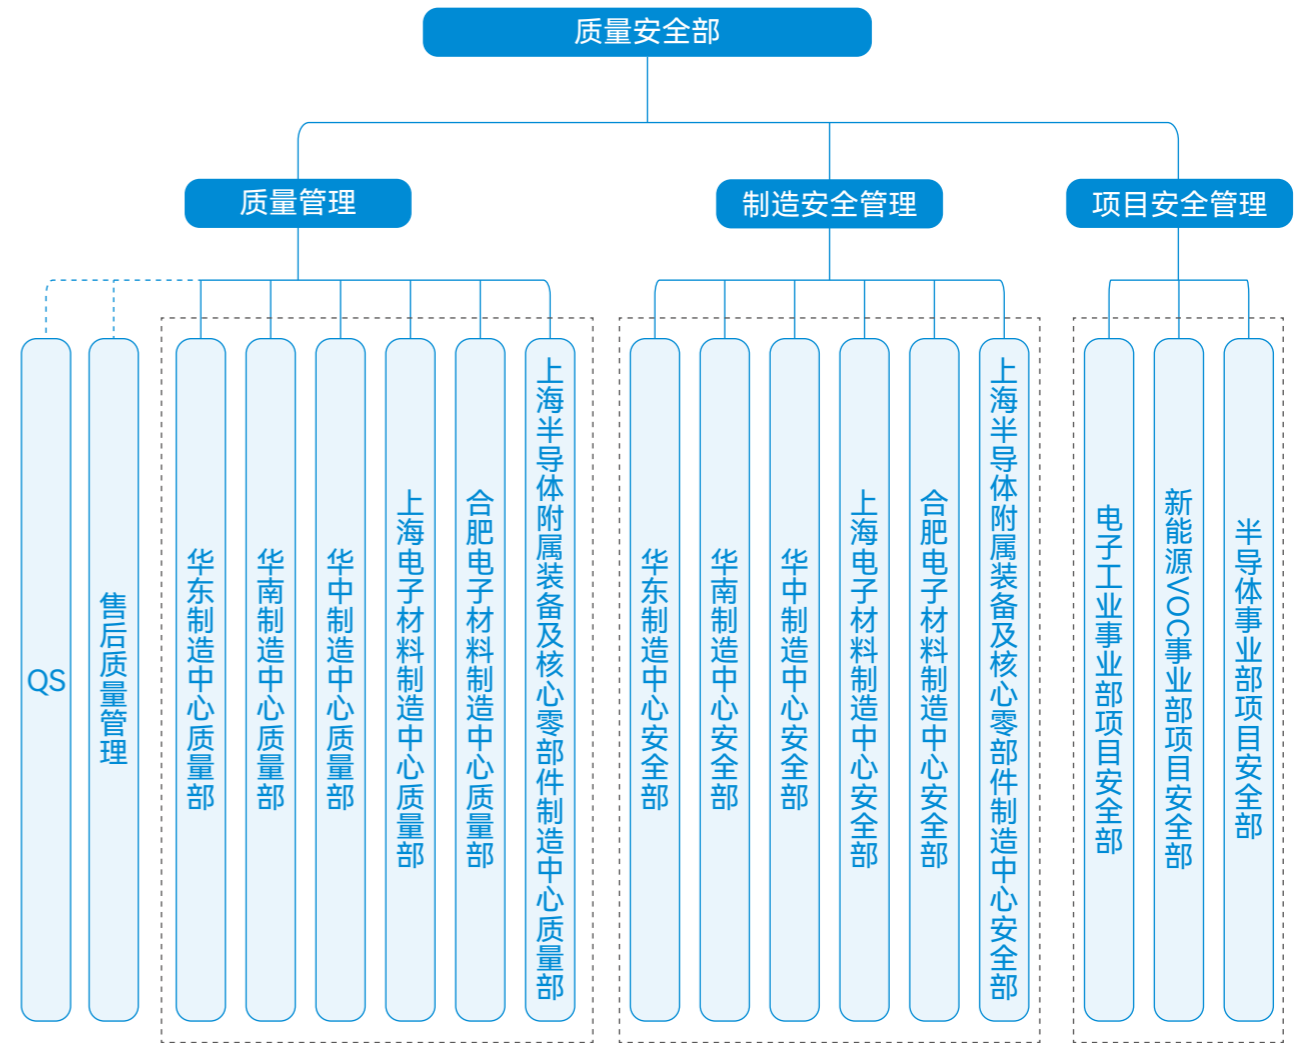 质量安全部
质量管理
制造安全管理
项目安全管理
QS
售后质量管理
华东制造中心质量部
华南制造中心质量部
华中制造中心质量部
上海电子材料制造中心质量部
合肥电子材料制造中心质量部
上海半导体附属装备及核心零部件制造中心质量部
华东制造中心安全部
华南制造中心安全部
华中制造中心安全部
上海电子材料制造中心安全部
合肥电子材料制造中心安全部
上海半导体附属装备及核心零部件制造中心安全部
电子工业事业部项目安全部
新能源VOC事业部项目安全部
半导体事业部项目安全部